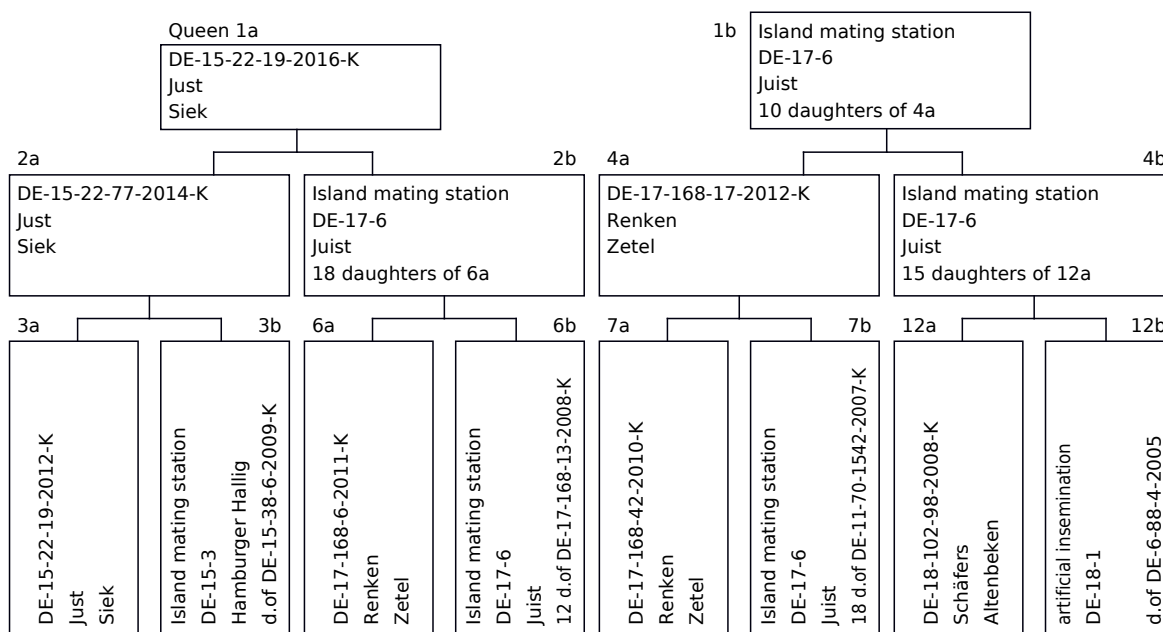 Queen 1a
DE-15-22-19-2016-K
Just
Siek
1b
Island mating station
DE-17-6
Juist
10 daughters of 4a
2a
DE-15-22-77-2014-K
Just
Siek
2b
Island mating station
DE-17-6
Juist
18 daughters of 6a
4a
DE-17-168-17-2012-K
Renken
Zetel
4b
Island mating station
DE-17-6
Juist
15 daughters of 12a
3a
DE-15-22-19-2012-K
Just
Siek
3b
Island mating station
DE-15-3
Hamburger Hallig
d.of DE-15-38-6-2009-K
6a
DE-17-168-6-2011-K
Renken
Zetel
6b
Island mating station
DE-17-6
Juist
12 d.of DE-17-168-13-2008-K
7a
DE-17-168-42-2010-K
Renken
Zetel
7b
Island mating station
DE-17-6
Juist
18 d.of DE-11-70-1542-2007-K
12a
DE-18-102-98-2008-K
Schäfers
Altenbeken
12b
artificial insemination
DE-18-1
d.of DE-6-88-4-2005